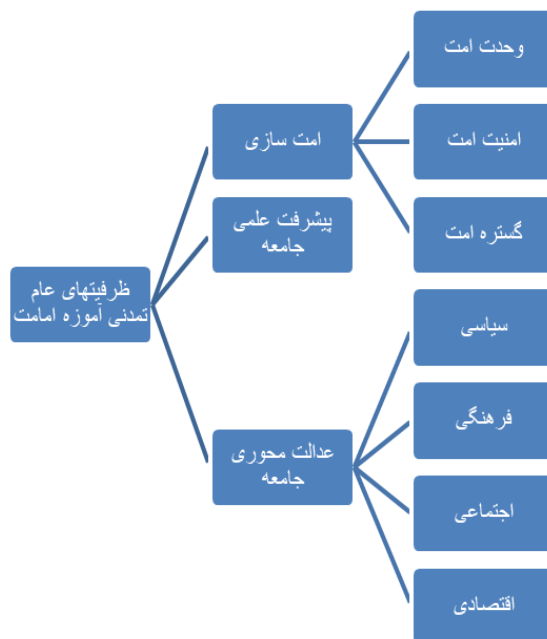 ظرفیتهای عام
تمدنی آموزه امامت
امت سازی
وحدت امت
امنیت امت
گستره امت
پیشرفت علمی
جامعه
عدالت محوری
جامعه
سیاسی
فرهنگی
اجتماعی
اقتصادی